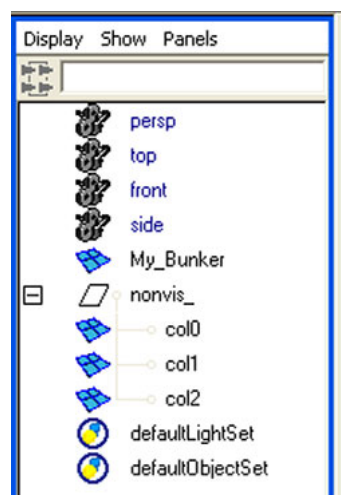 Display Show Panels
persp
top
front
side
My_Bunker
nonvis_
col0
col1
col2
defaultLightSet
defaultObjectSet